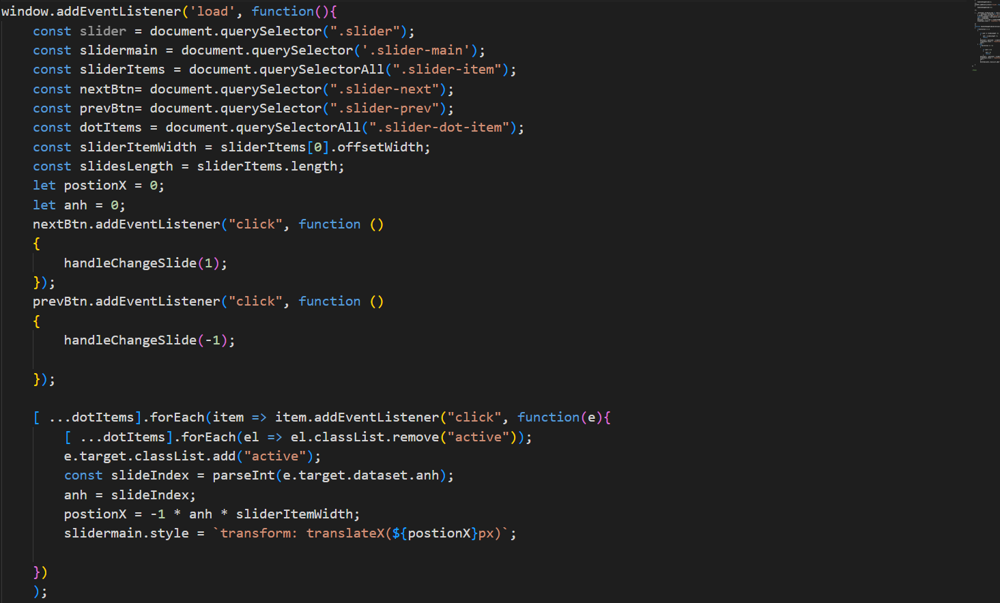 window.addEventListener('load', function(){
    const slider = document.querySelector(".slider");
    const slidermain = document.querySelector('.slider-main');
    const sliderItems = document.querySelectorAll(".slider-item");
    const nextBtn= document.querySelector(".slider-next");
    const prevBtn= document.querySelector(".slider-prev");
    const dotItems = document.querySelectorAll(".slider-dot-item");
    const sliderItemWidth = sliderItems[0].offsetWidth;
    const slidesLength = sliderItems.length;
    let postionX = 0;
    let anh = 0;
    nextBtn.addEventListener("click", function ()
    {
        handleChangeSlide(1);
    });
    prevBtn.addEventListener("click", function ()
    {
        handleChangeSlide(-1);
    });
    [ ...dotItems].forEach(item => item.addEventListener("click", function(e){
        [ ...dotItems].forEach(el => el.classList.remove("active"));
        e.target.classList.add("active");
        const slideIndex = parseInt(e.target.dataset.anh);
        anh = slideIndex;
        postionX = -1 * anh * sliderItemWidth;
        slidermain.style = `transform: translateX(${postionX}px)`;
    })
    );